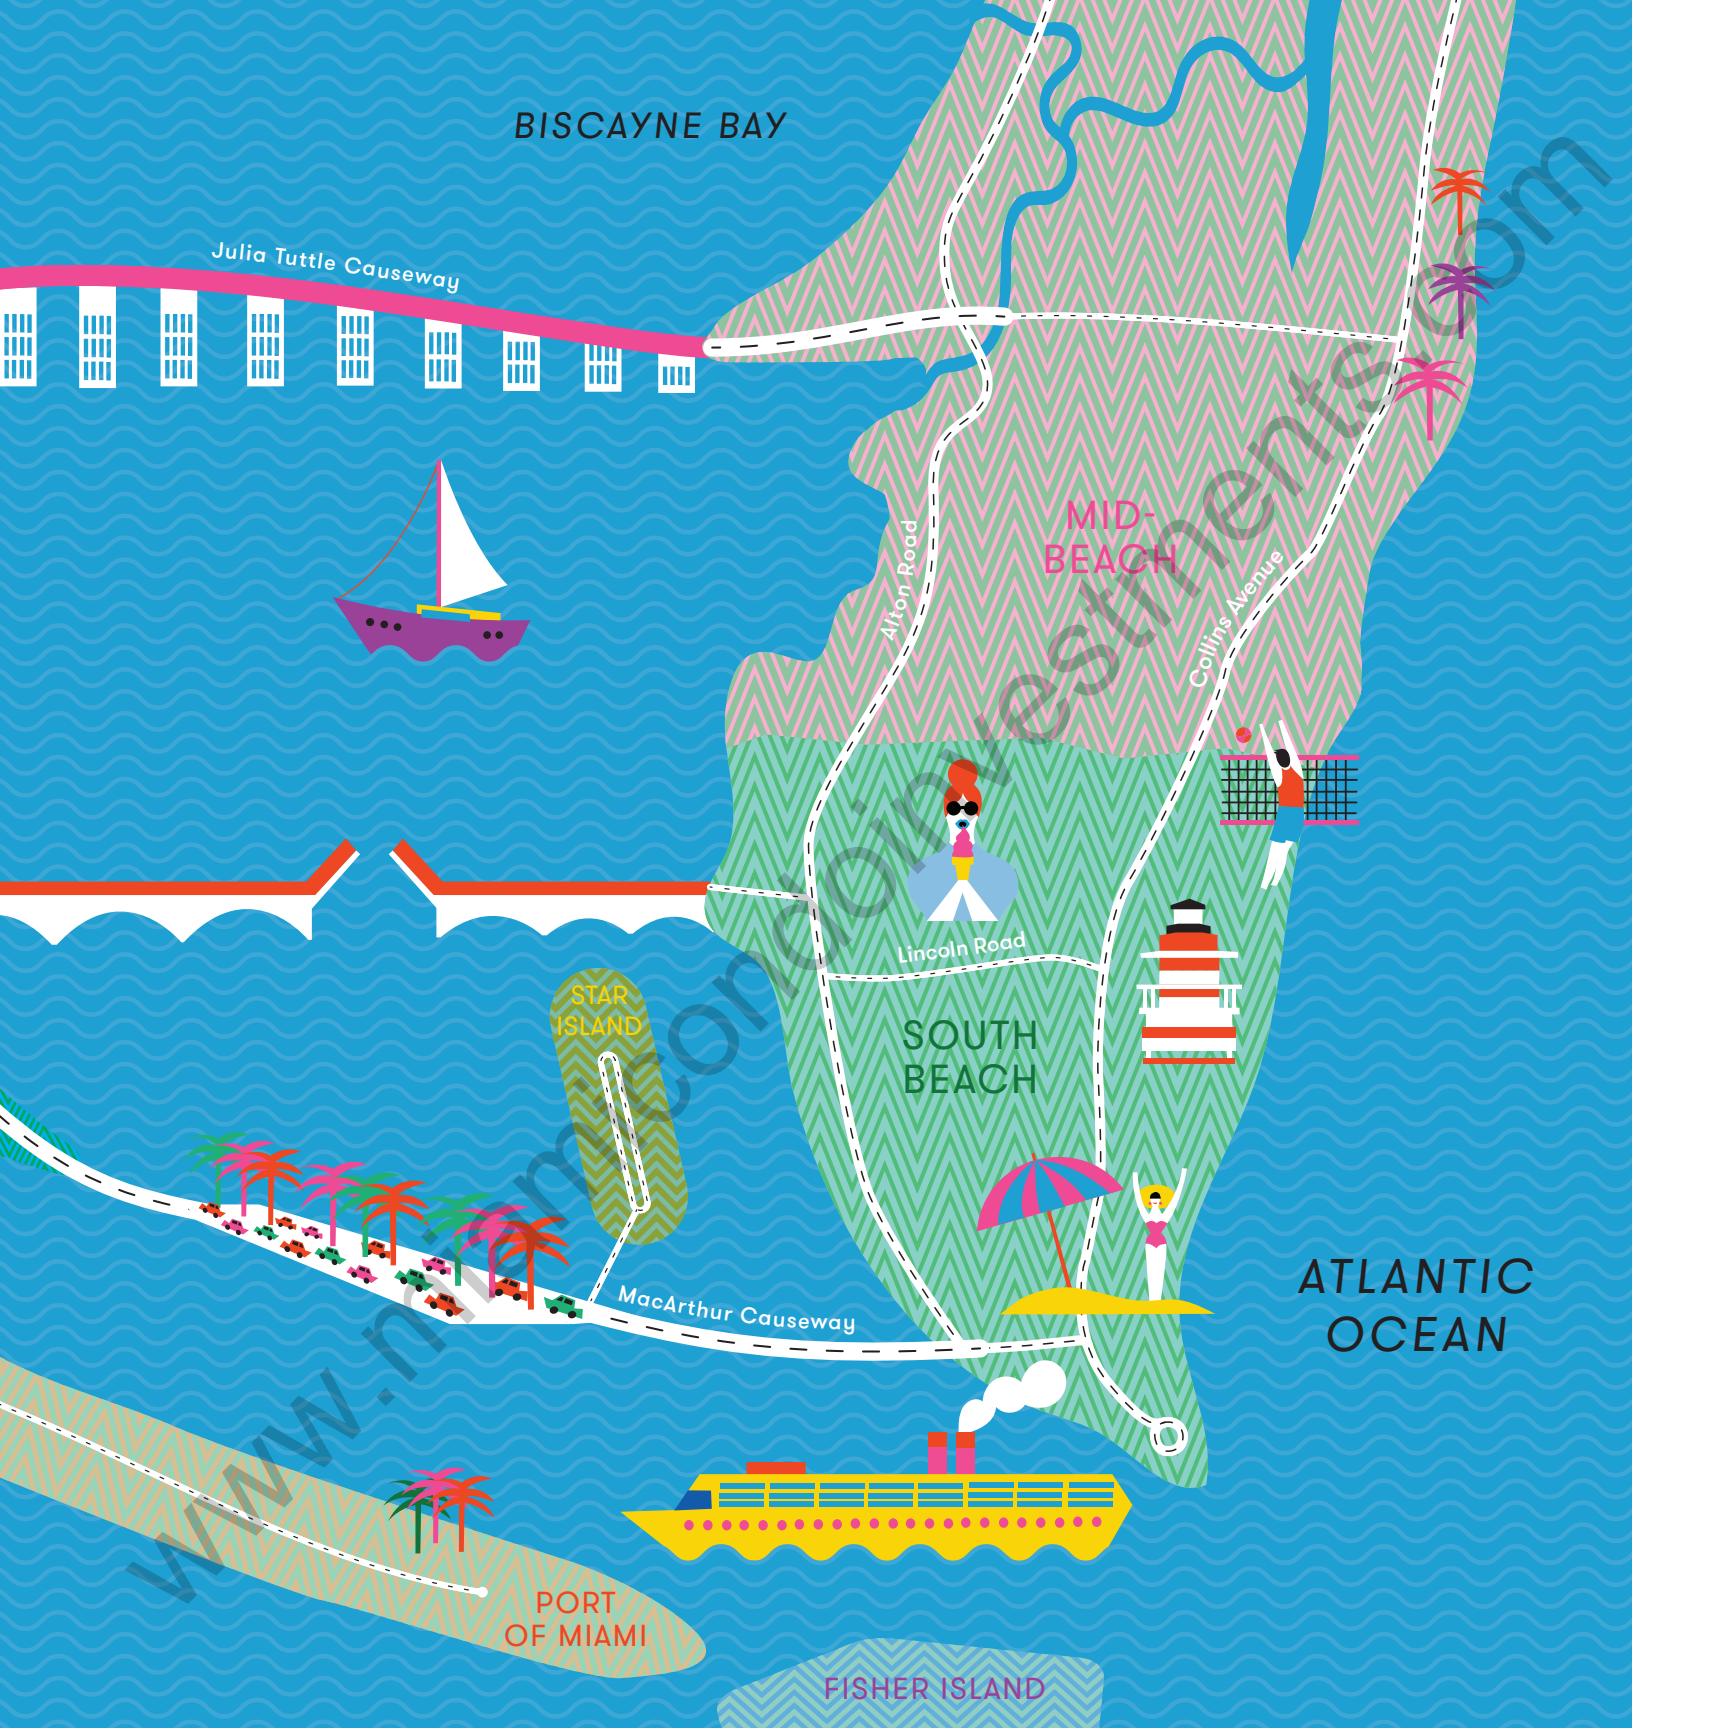 BISCAYNE BAY
Julia Tuttle Causeway
MID-
BEACH
Alton Road
Collins Avenue
Lincoln Road
STAR
ISLAND
SOUTH
BEACH
ATLANTIC
OCEAN
MacArthur Causeway
PORT
OF MIAMI
FISHER ISLAND
www.miamicondoinvestments.com